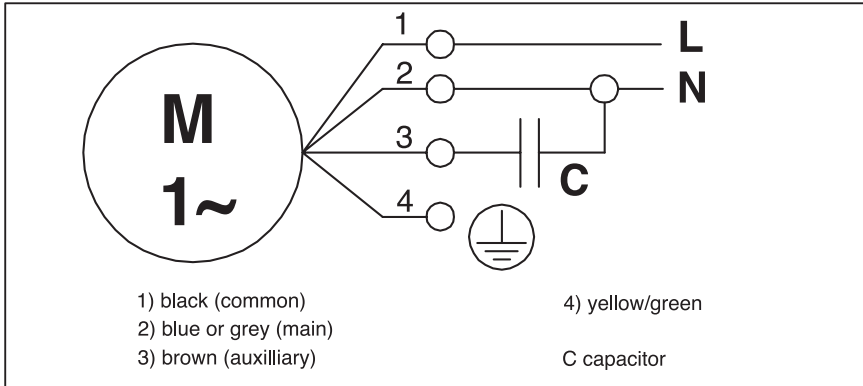 1
L
M
2
N
3
1~
C
4
1) black (common)
4) yellow/green
2) blue or grey (main)
3) brown (auxilliary)
C capacitor